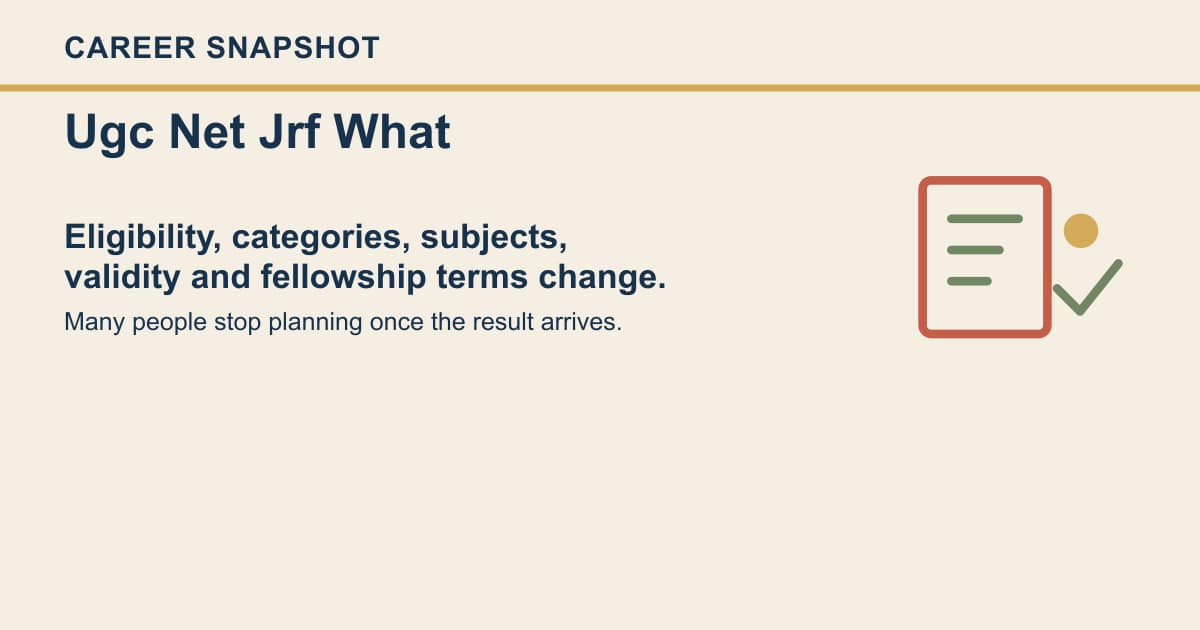 CAREER SNAPSHOT
Ugc Net Jrf What
Eligibility, categories, subjects,
validity and fellowship terms change.
Many people stop planning once the result arrives.